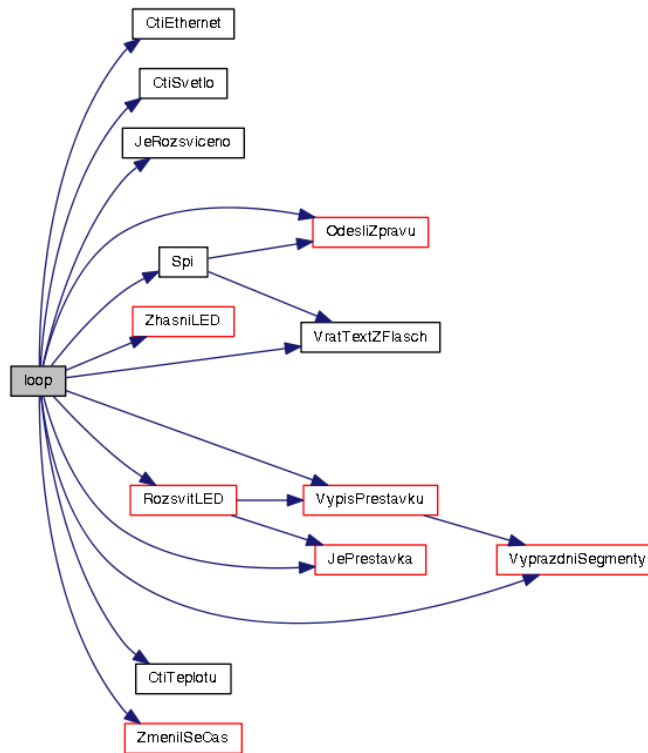 CtiEthernet
CtiSvetlo
JeRozsviceno
OdesliZpravu
Spi
ZhasniLED
VratTextZFlasch
loop
RozsvitLED
VypisPrestavku
JePrestavka
VyprazdniSegmenty
CtiTeplotu
ZmenilSeCas